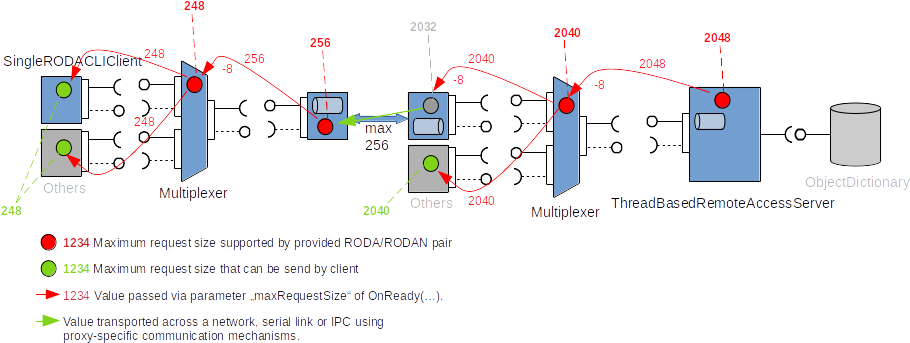 248
2032
2040
2048
256
SingleRODACLIClient
248
-8
256
2040
-8
2048
-8
248
max
256
Others
Multiplexer
248
2040
Others
2040
Multiplexer
ThreadBasedRemoteAccessServer
ObjectDictionary
1234 Maximum request size supported by provided RODA/RODAN pair
1234 Maximum request size that can be send by client
1234 Value passed via parameter „maxRequestSize“ of OnReady(…).
Value transported across a network, serial link or IPC using
proxy-specific communication mechanisms.